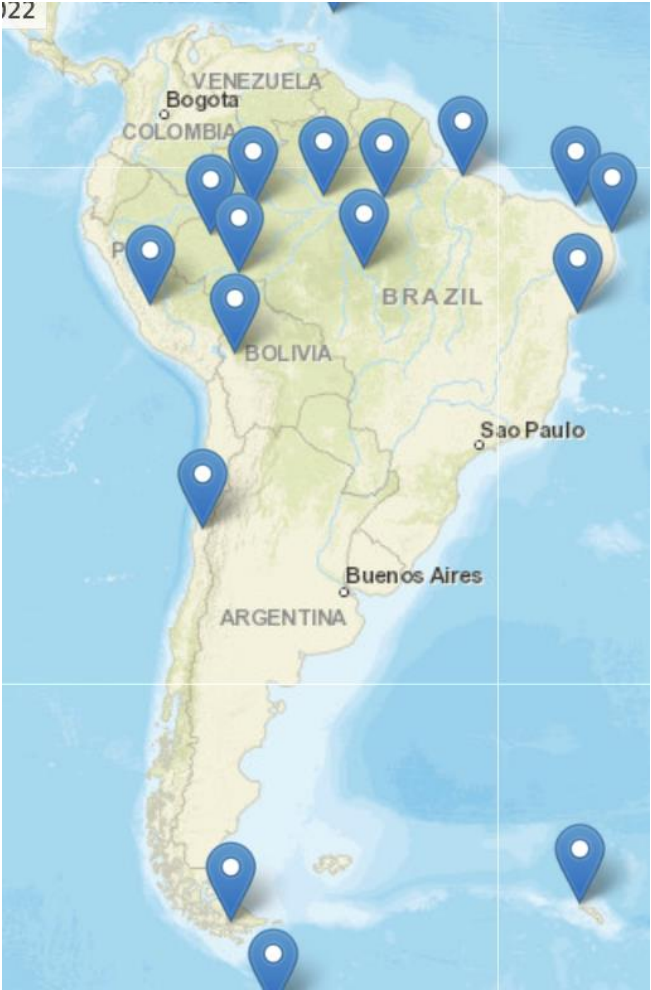 022
VENEZUELA
Bogota
COLOMBIA
P
BRAZIL
BOLIVIA
Sao Paulo
Buenos Aires
ARGENTINA